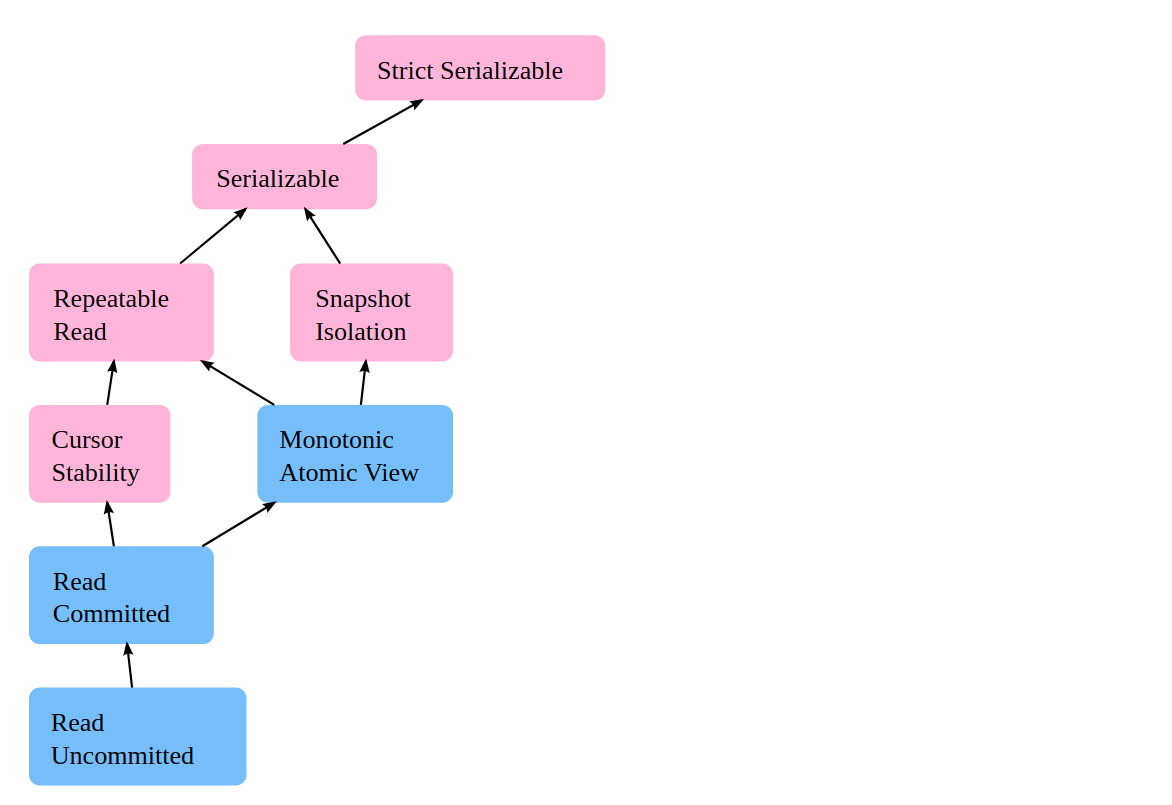 Strict Serializable
Serializable
Repeatable
Read
Snapshot
Isolation
Cursor
Stability
Monotonic
Atomic View
Read
Committed
Read
Uncommitted